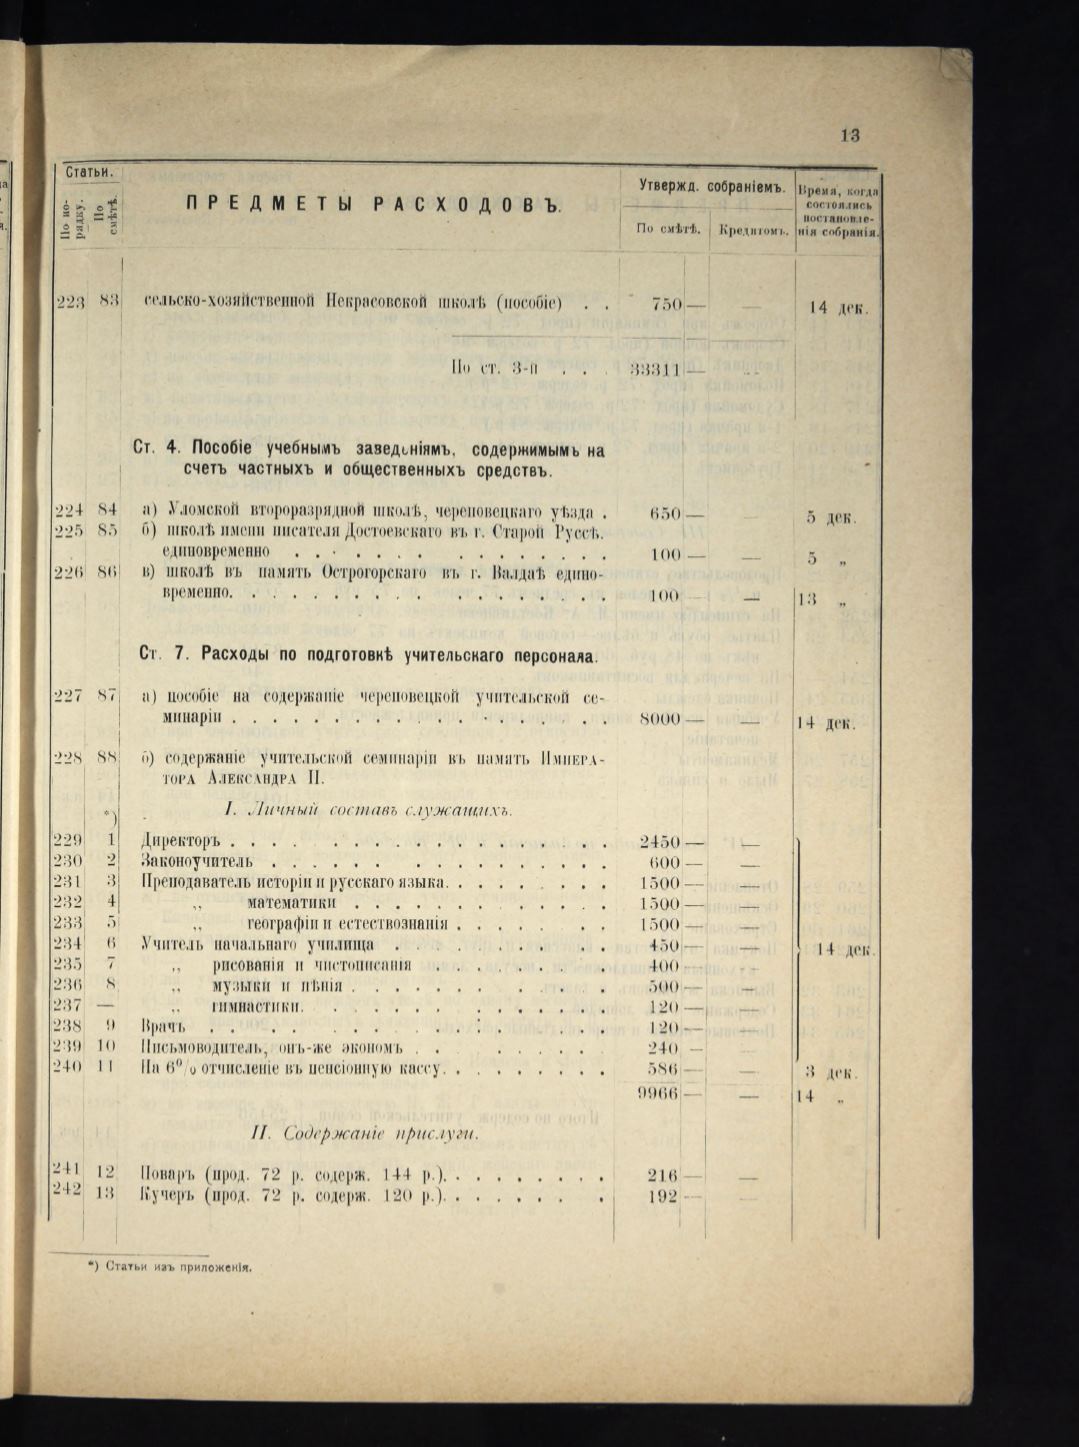 13
Статьи.
По по-
рядку.
По
смѣтѣ.
ПРЕДМЕТЫ РАСХОДОВЪ.
Утвержд. собраніемъ.
По смѣтѣ. Кредитомъ.
Время, когда
состоялись
постановле-
нія собранія.
223 83 сельско-хозяйственной Некрасовской школѣ (пособіе) . . 750 — — 14 дек.
По ст. 3-й . . . 33311 — —
Ст. 4. Пособіе учебнымъ заведеніямъ, содержимымъ на
счетъ частныхъ и общественныхъ средствъ.
224 84 а) Уломской второразрядной школѣ, череповецкаго уѣзда . 650 — — 5 дек.
225 85 б) школѣ имени писателя Достоевскаго въ г. Старой Руссѣ.
единовременно . . . . . . . . . . . . . . . 100 — — 5 „
226 86 в) школѣ въ память Острогорскаго въ г. Валдаѣ едино-
временно. . . . . . . . . . . . . . . . . . 100 — — 13 „
Ст. 7. Расходы по подготовкѣ учительскаго персонала.
227 87 а) пособіе на содержаніе череповецкой учительской се-
минаріи . . . . . . . . . . . . . . . . . . . 8000 — — 14 дек.
228 88 б) содержаніе учительской семинаріи въ память Импера-
тора Александра II.
I. Личный составъ служащихъ.
*)
229 1 Директоръ . . . . . . . . . . . . . . . . . 2450 — —
230 2 Законоучитель . . . . . . . . . . . . . . . . 600 — —
231 3 Преподаватель исторіи и русскаго языка. . . . . . . . . 1500 — —
232 4 „ математики . . . . . . . . . . . . . 1500 — —
233 5 „ географіи и естествознанія . . . . . . . 1500 — —
234 6 Учитель начальнаго училища . . . . . . . . . . . 450 — — 14 дек.
235 7 „ рисованія и чистописанія . . . . . . . . . 400 — —
236 8 „ музыки и пѣнія . . . . . . . . . . . . 500 — —
237 — „ гимнастики. . . . . . . . . . . . . . 120 — —
238 9 Врачъ . . . . . . . . . . . . . . . . . . 120 — —
239 10 Письмоводитель, онъ-же экономъ . . . . . . . . . 240 — —
240 11 На 6% отчисленіе въ пенсіонную кассу. . . . . . . . . 586 — — 3 дек.
9966 — — 14 „
II. Содержаніе прислуги.
241 12 Поваръ (прод. 72 р. содерж. 144 р.). . . . . . . . . 216 — —
242 13 Кучеръ (прод. 72 р. содерж. 120 р.). . . . . . . . . 192 — —
*) Статьи изъ приложенія.